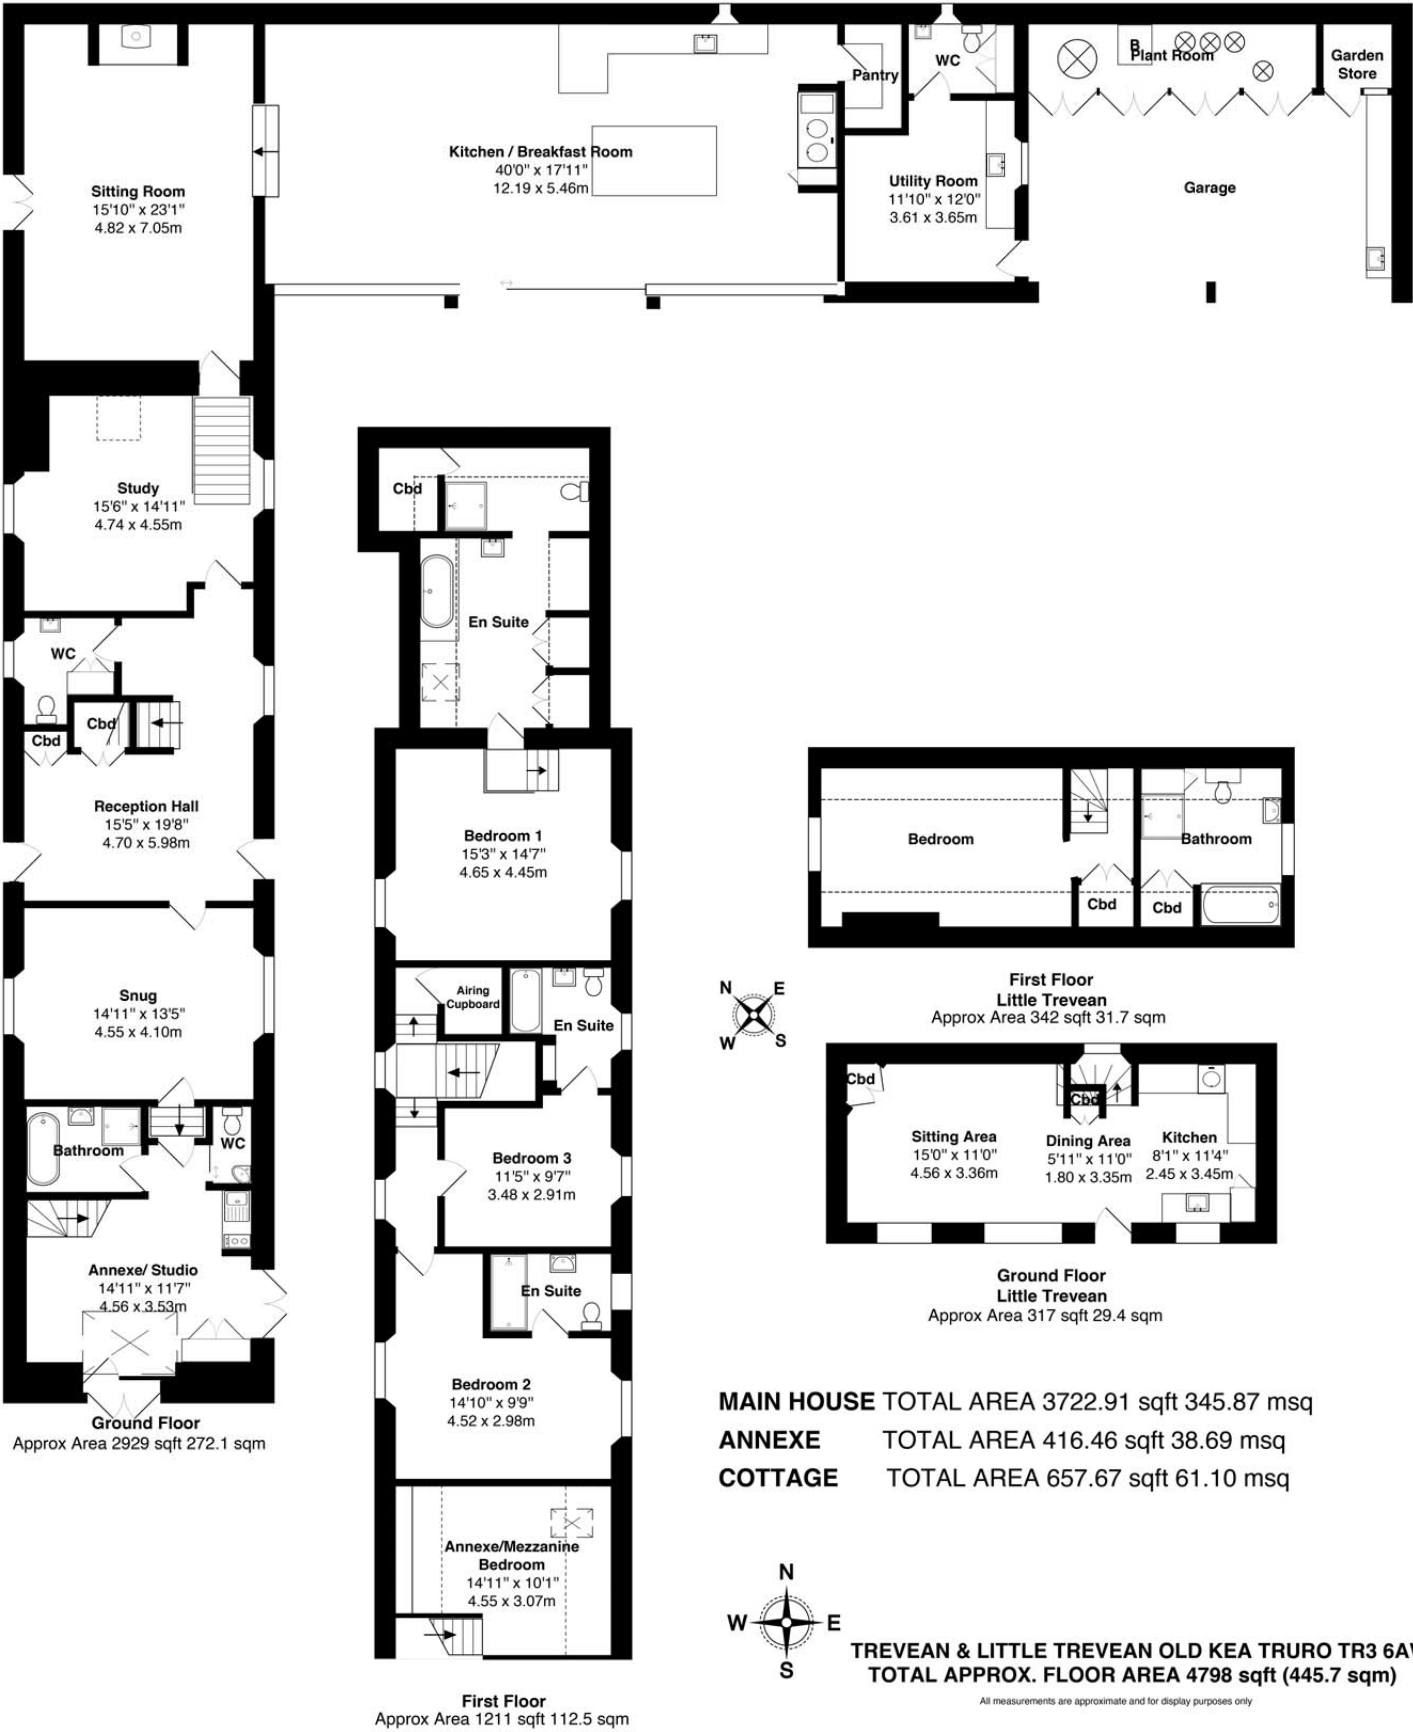 Sitting Room
15'10" x 23'1"
4.82 x 7.05m
Kitchen / Breakfast Room
40'0" x 17'11"
12.19 x 5.46m
Pantry
WC
Utility Room
11'10" x 12'0"
3.61 x 3.65m
B
Plant Room
Garden
Store
Garage
Study
15'6" x 14'11"
4.74 x 4.55m
WC
Cbd
Cbd
Reception Hall
15'5" x 19'8"
4.70 x 5.98m
Snug
14'11" x 13'5"
4.55 x 4.10m
Bathroom
WC
Annexe/ Studio
14'11" x 11'7"
4.56 x 3.53m
Ground Floor
Approx Area 2929 sqft 272.1 sqm
Cbd
En Suite
Bedroom 1
15'3" x 14'7"
4.65 x 4.45m
Airing
Cupboard
En Suite
Bedroom 3
11'5" x 9'7"
3.48 x 2.91m
En Suite
Bedroom 2
14'10" x 9'9"
4.52 x 2.98m
Annexe/Mezzanine
Bedroom
14'11" x 10'1"
4.55 x 3.07m
First Floor
Approx Area 1211 sqft 112.5 sqm
Bedroom
Cbd
Cbd
Bathroom
First Floor
Little Trevean
Approx Area 342 sqft 31.7 sqm
N E
W S
Cbd
Cbd
Sitting Area
15'0" x 11'0"
4.56 x 3.36m
Dining Area
5'11" x 11'0"
1.80 x 3.35m
Kitchen
8'1" x 11'4"
2.45 x 3.45m
Ground Floor
Little Trevean
Approx Area 317 sqft 29.4 sqm
MAIN HOUSE TOTAL AREA 3722.91 sqft 345.87 msq
ANNEXE TOTAL AREA 416.46 sqft 38.69 msq
COTTAGE TOTAL AREA 657.67 sqft 61.10 msq
N
W E
S
TREVEAN & LITTLE TREVEAN OLD KEA TRURO TR3 6A
TOTAL APPROX. FLOOR AREA 4798 sqft (445.7 sqm)
All measurements are approximate and for display purposes only